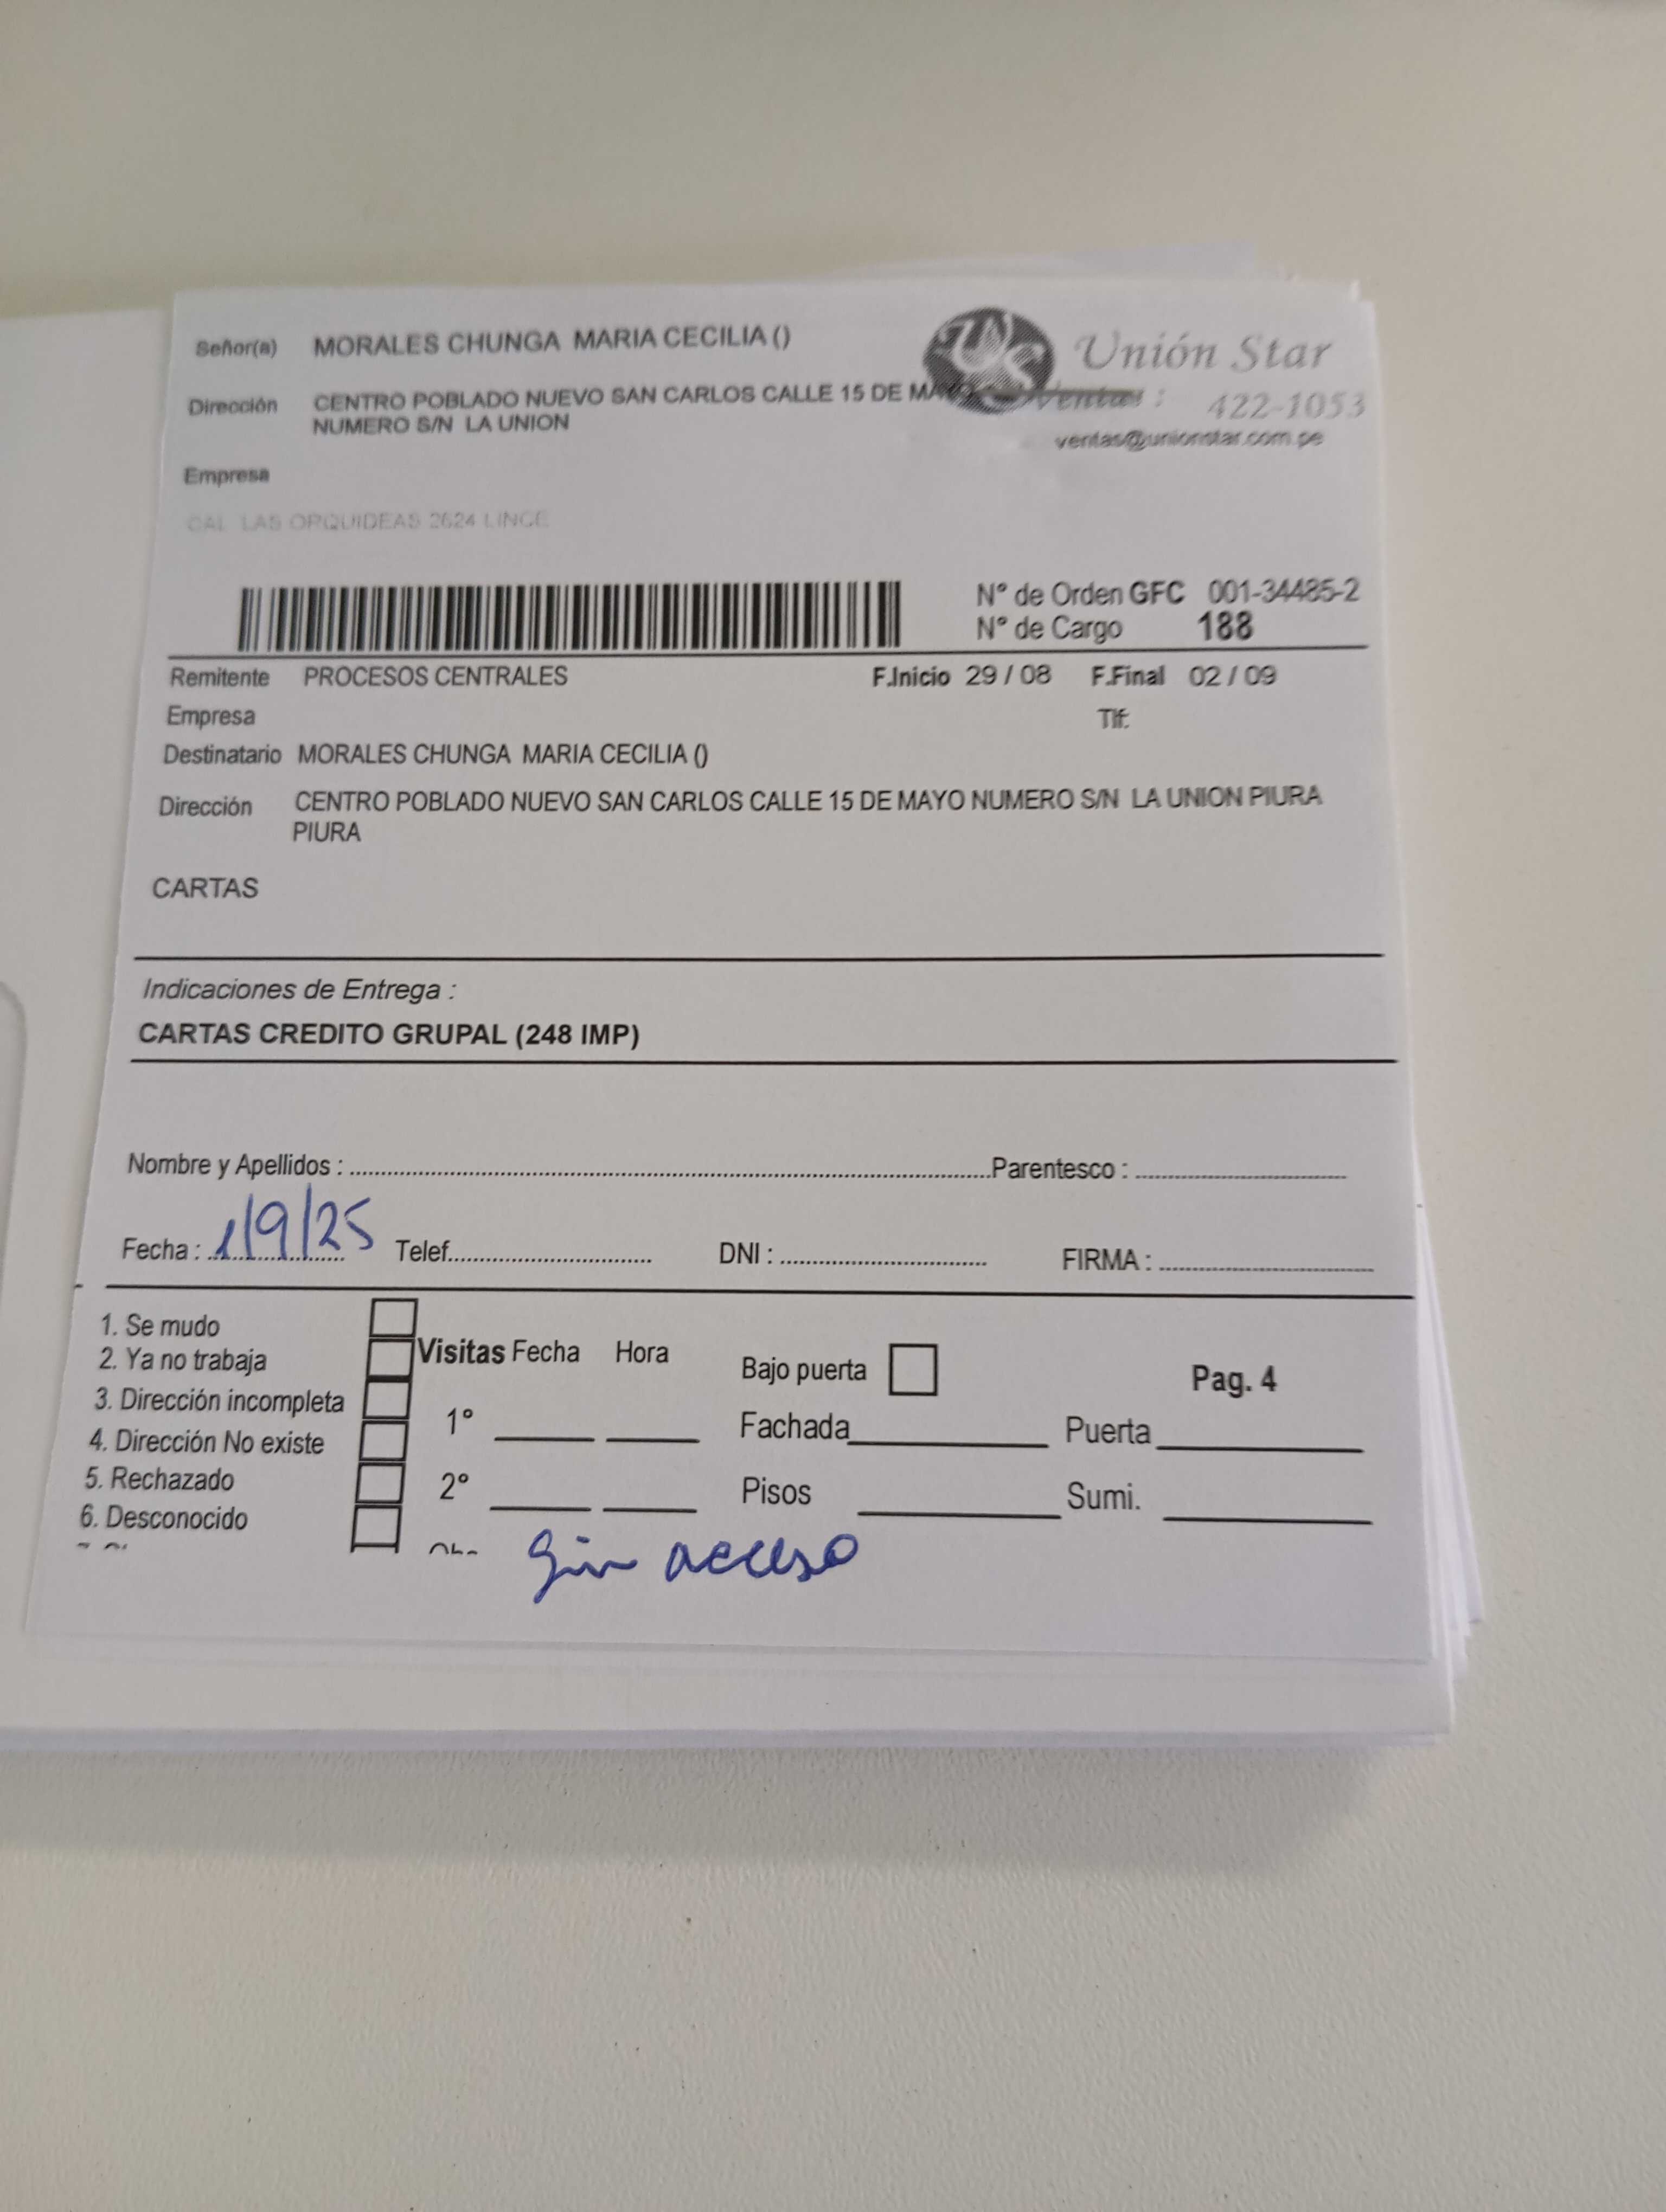 Señor(a) MORALES CHUNGA MARIA CECILIA ()
Unión Star
Dirección CENTRO POBLADO NUEVO SAN CARLOS CALLE 15 DE MAYO
NUMERO S/N LA UNION
Ventas : 422-1053
ventas@unionstar.com.pe
Empresa
CAL LAS ORQUIDEAS 2624 LINCE
N° de Orden GFC 001-34485-2
N° de Cargo 188
Remitente PROCESOS CENTRALES F.Inicio 29 / 08 F.Final 02 / 09
Empresa Tlf:
Destinatario MORALES CHUNGA MARIA CECILIA ()
Dirección CENTRO POBLADO NUEVO SAN CARLOS CALLE 15 DE MAYO NUMERO S/N LA UNION PIURA
PIURA
CARTAS
Indicaciones de Entrega :
CARTAS CREDITO GRUPAL (248 IMP)
Nombre y Apellidos : Parentesco :
Fecha : 1/9/25 Telef. DNI : FIRMA :
1. Se mudo
2. Ya no trabaja
3. Dirección incompleta
4. Dirección No existe
5. Rechazado
6. Desconocido
Visitas Fecha Hora
1°
2°
Bajo puerta Pag. 4
Fachada Puerta
Pisos Sumi.
Sin acceso